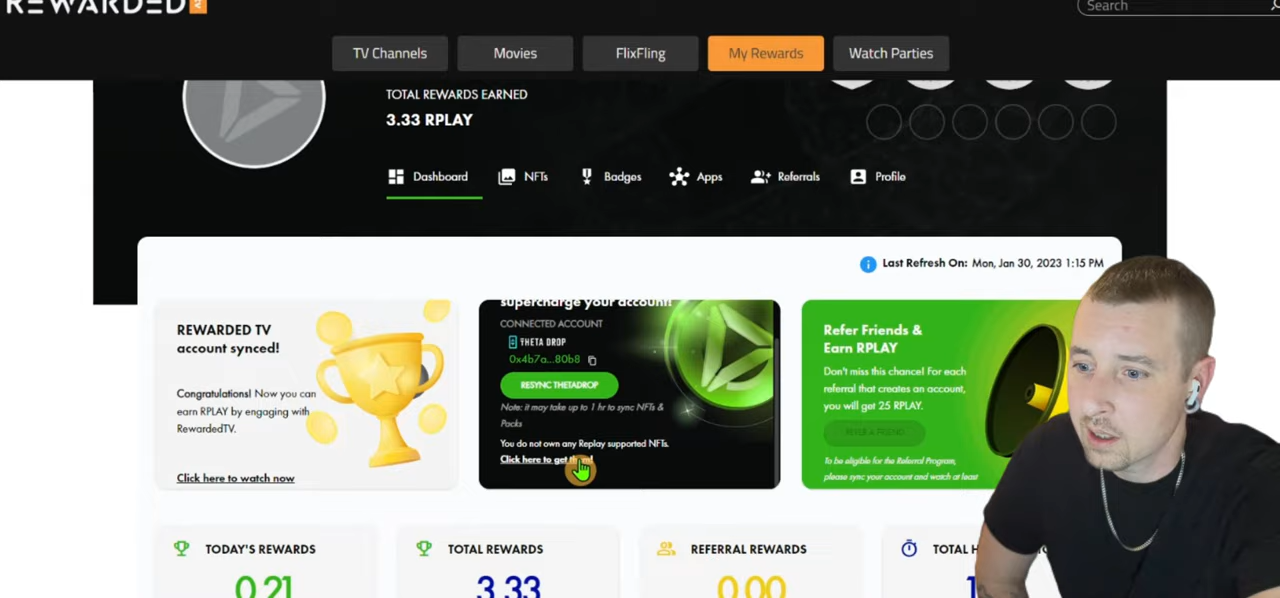 REWARDED
Search
TV Channels
Movies
FlixFling
My Rewards
Watch Parties
TOTAL REWARDS EARNED
3.33 RPLAY
Dashboard
NFTs
Badges
Apps
Referrals
Profile
Last Refresh On: Mon, Jan 30, 2023 1:15 PM
REWARDED TV
account synced!
Congratulations! Now you can
earn RPLAY by engaging with
RewardedTV.
Click here to watch now
supercharge your account!
CONNECTED ACCOUNT
THETA DROP
0x4b7a...80b8
RESYNC THETADROP
Note: it may take up to 1 hr to sync NFTs &
Packs
You do not own any Replay supported NFTs.
Click here to get
Refer Friends &
Earn RPLAY
Don't miss this chance! For each
referral that creates an account,
you will get 25 RPLAY.
REFER A FRIEND
To be eligible for the Referral Program,
please sync your account and watch at least
TODAY'S REWARDS
0.21
TOTAL REWARDS
3.33
REFERRAL REWARDS
0.00
TOTAL